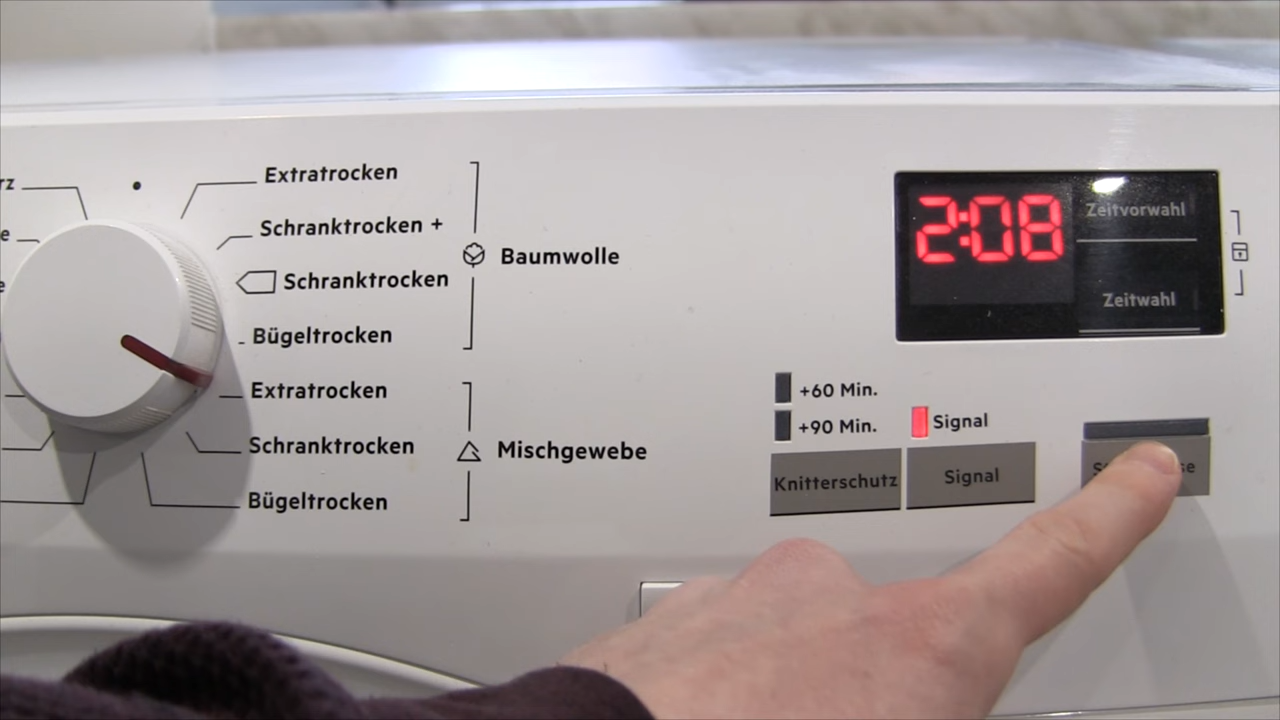 Extratrocken
Schranktrocken +
Schranktrocken
Bügeltrocken
Baumwolle
Extratrocken
Schranktrocken
Bügeltrocken
Mischgewebe
2:08
Zeitvorwahl
Zeitwahl
+60 Min.
+90 Min.
Signal
Knitterschutz
Signal